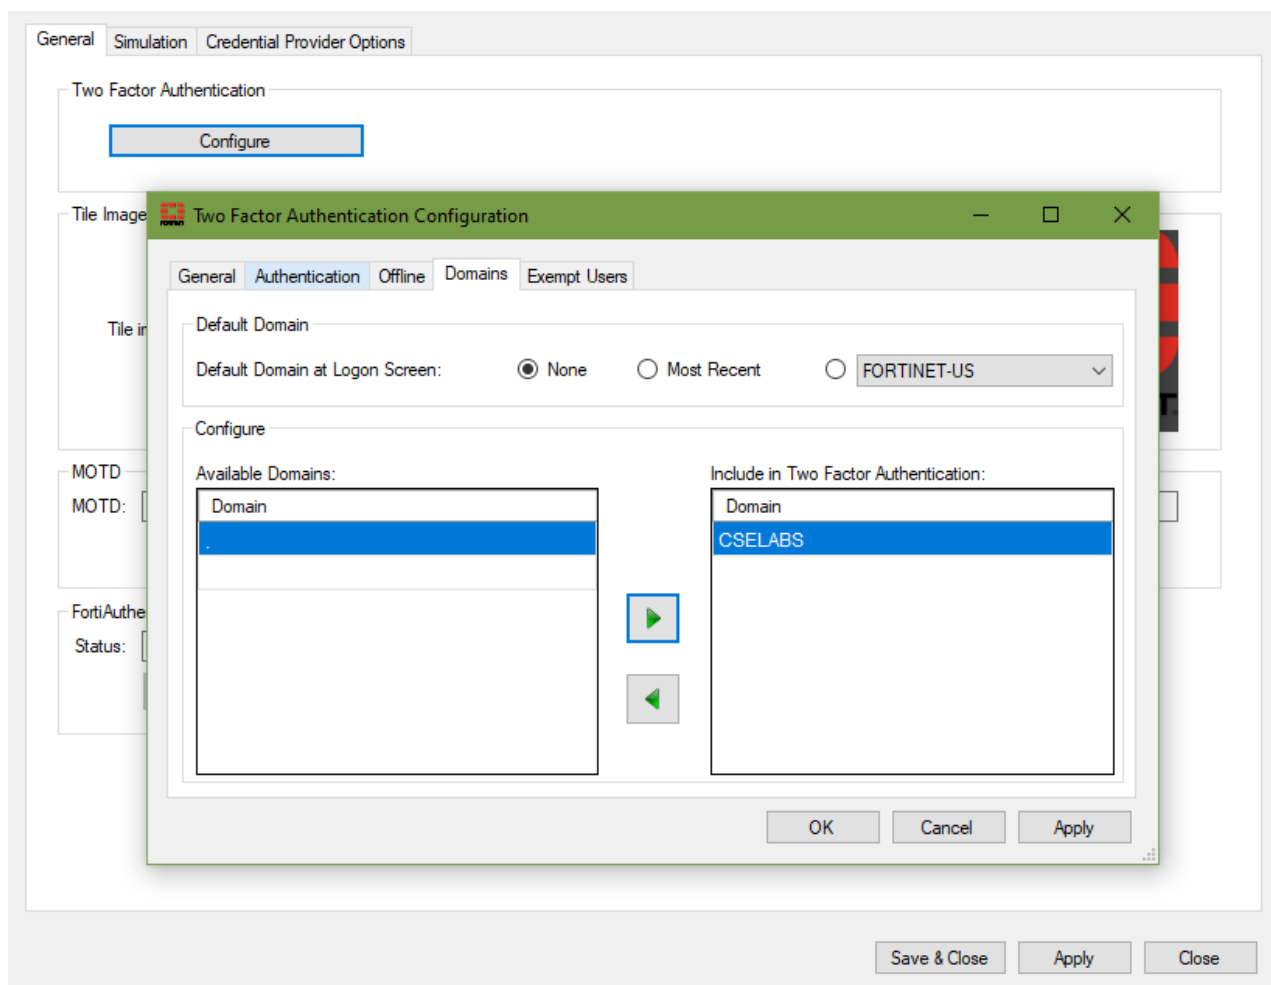 General Simulation Credential Provider Options
Two Factor Authentication
Configure
Tile Image
Two Factor Authentication Configuration
General Authentication Offline Domains Exempt Users
Default Domain
Default Domain at Logon Screen: None Most Recent FORTINET-US
Tile
Configure
Available Domains: Include in Two Factor Authentication:
MOTD
MOTD:
Domain Domain
. CSELABS
FortiAuthe
Status:
OK Cancel Apply
Save & Close Apply Close